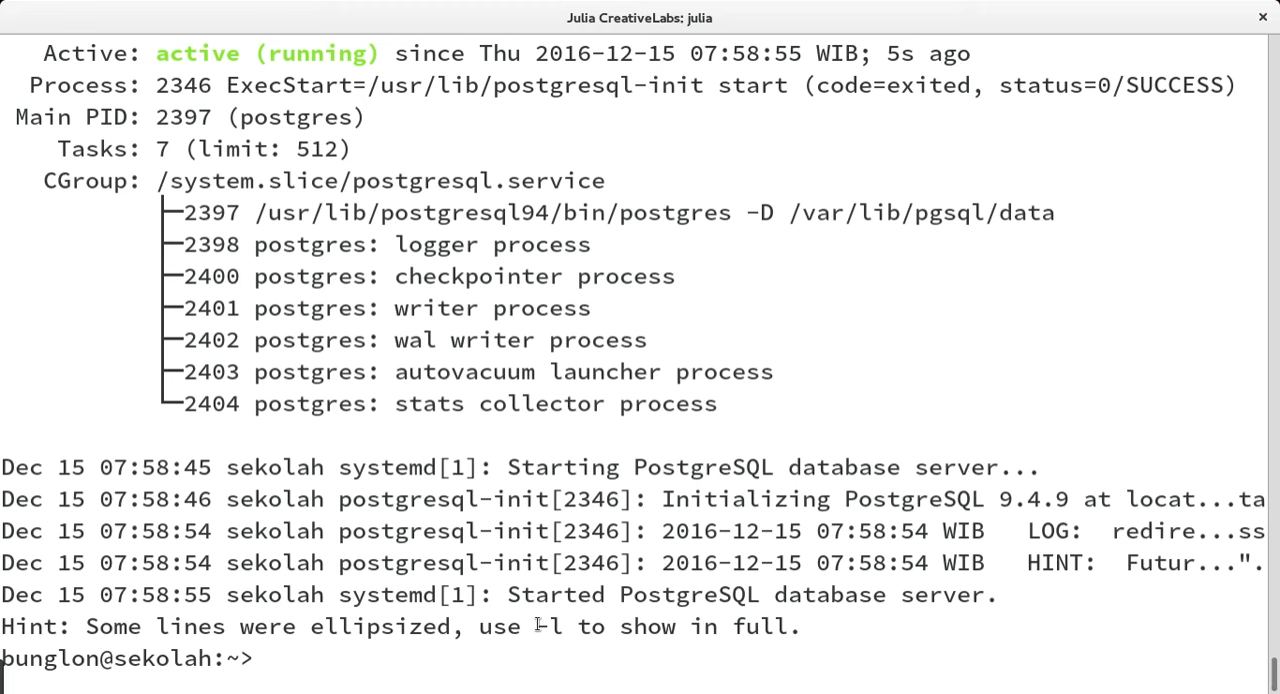 Julia CreativeLabs; julia
Active: active (running) since Thu 2016-12-15 07:58:55 WIB; 5s ago
Process: 2346 ExecStart=/usr/lib/postgresql-init start (code=exited, status=0/SUCCESS)
Main PID: 2397 (postgres)
Tasks: 7 (limit: 512)
CGroup: /system.slice/postgresql.service
├─2397 /usr/lib/postgresql94/bin/postgres -D /var/lib/pgsql/data
├─2398 postgres: logger process
├─2400 postgres: checkpointer process
├─2401 postgres: writer process
├─2402 postgres: wal writer process
├─2403 postgres: autovacuum launcher process
└─2404 postgres: stats collector process
Dec 15 07:58:45 sekolah systemd[1]: Starting PostgreSQL database server...
Dec 15 07:58:46 sekolah postgresql-init[2346]: Initializing PostgreSQL 9.4.9 at locat...ta
Dec 15 07:58:54 sekolah postgresql-init[2346]: 2016-12-15 07:58:54 WIB   LOG:  redire...ss
Dec 15 07:58:54 sekolah postgresql-init[2346]: 2016-12-15 07:58:54 WIB   HINT:  Futur...".
Dec 15 07:58:55 sekolah systemd[1]: Started PostgreSQL database server.
Hint: Some lines were ellipsized, use -l to show in full.
bunglon@sekolah:~>